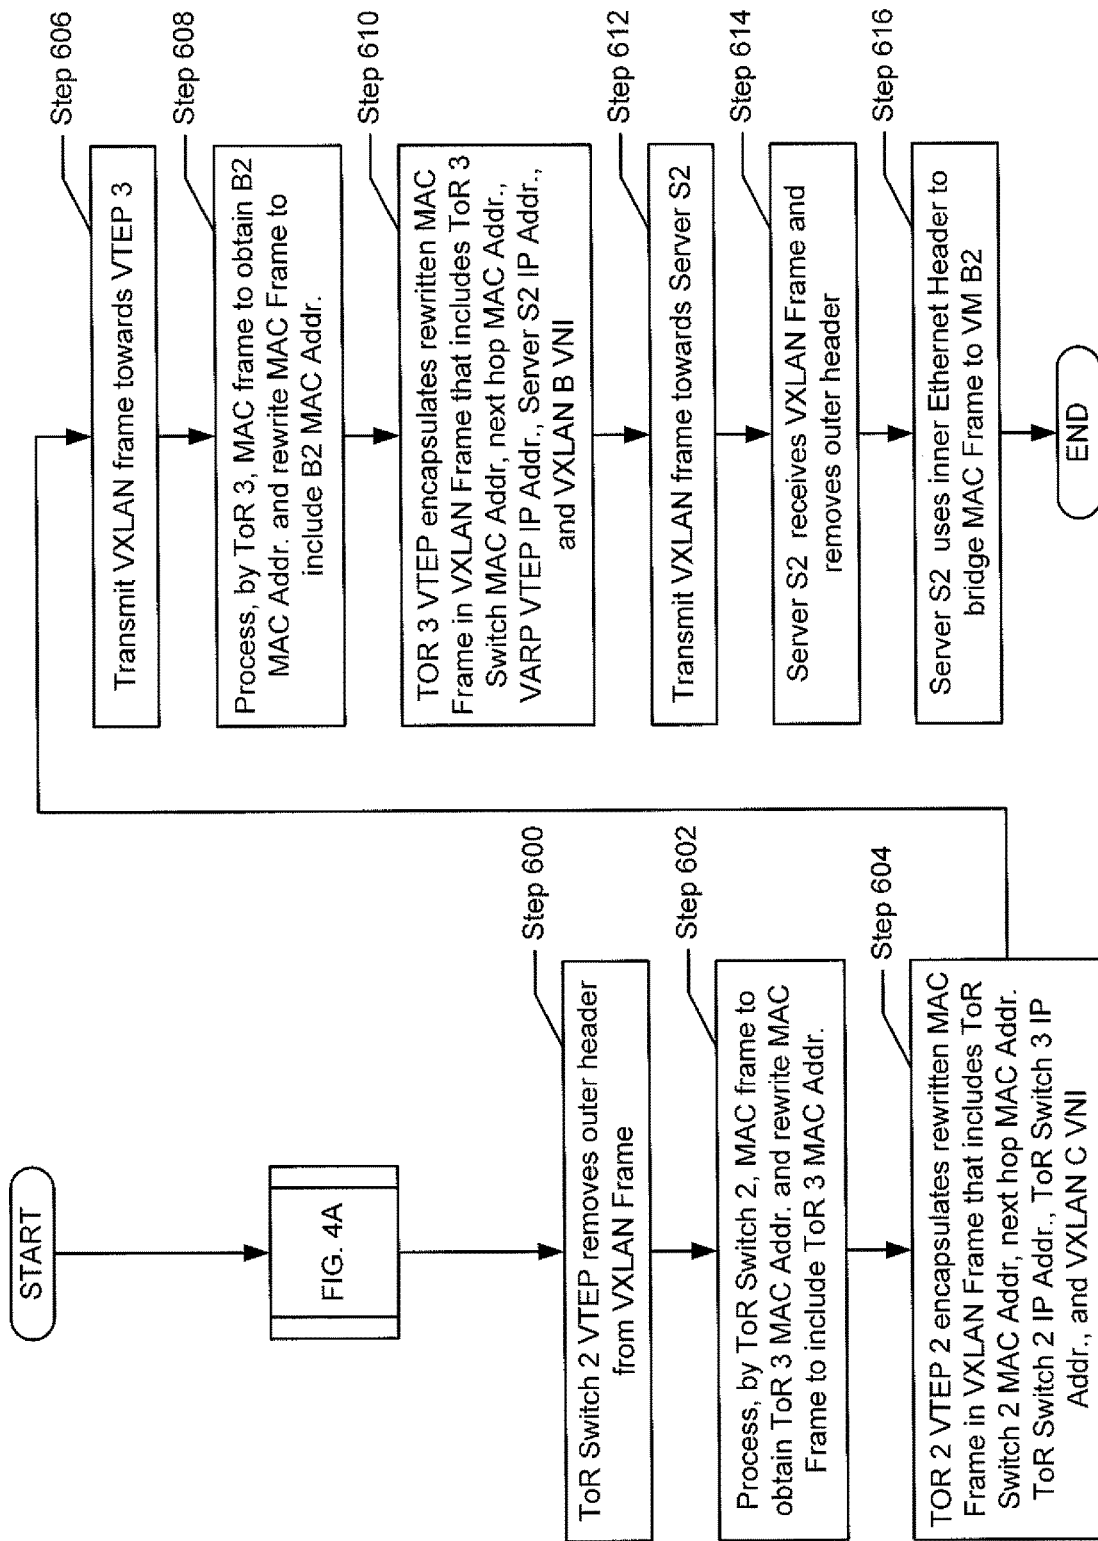 START
FIG. 4A
Step 600
ToR Switch 2 VTEP removes outer header
from VXLAN Frame
Step 602
Process, by ToR Switch 2, MAC frame to
obtain ToR 3 MAC Addr. and rewrite MAC
Frame to include ToR 3 MAC Addr.
Step 604
TOR 2 VTEP 2 encapsulates rewritten MAC
Frame in VXLAN Frame that includes ToR
Switch 2 MAC Addr, next hop MAC Addr.
ToR Switch 2 IP Addr., ToR Switch 3 IP
Addr., and VXLAN C VNI
Step 606
Transmit VXLAN frame towards VTEP 3
Step 608
Process, by ToR 3, MAC frame to obtain B2
MAC Addr. and rewrite MAC Frame to
include B2 MAC Addr.
Step 610
TOR 3 VTEP encapsulates rewritten MAC
Frame in VXLAN Frame that includes ToR 3
Switch MAC Addr, next hop MAC Addr.,
VARP VTEP IP Addr., Server S2 IP Addr.,
and VXLAN B VNI
Step 612
Transmit VXLAN frame towards Server S2
Step 614
Server S2 receives VXLAN Frame and
removes outer header
Step 616
Server S2 uses inner Ethernet Header to
bridge MAC Frame to VM B2
END